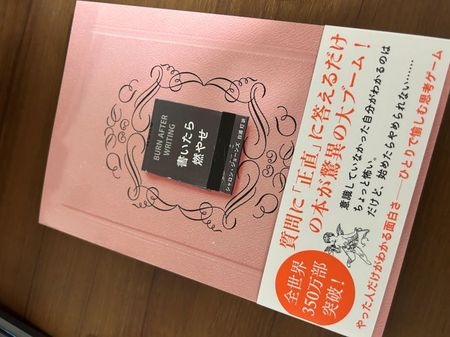 BURN AFTER
WRITING
書いたら
燃やせ
シャロン・ジョーンズ
質問に「正直」に答えるだけ
の本が驚異の大ブーム！
意識していなかった自分がわかるのは
ちょっと怖い。
だけど、始めたらやめられない……
やった人だけがわかる面白さ——ひとりで愉しむ思考ゲーム
全世界
350万部
突破！